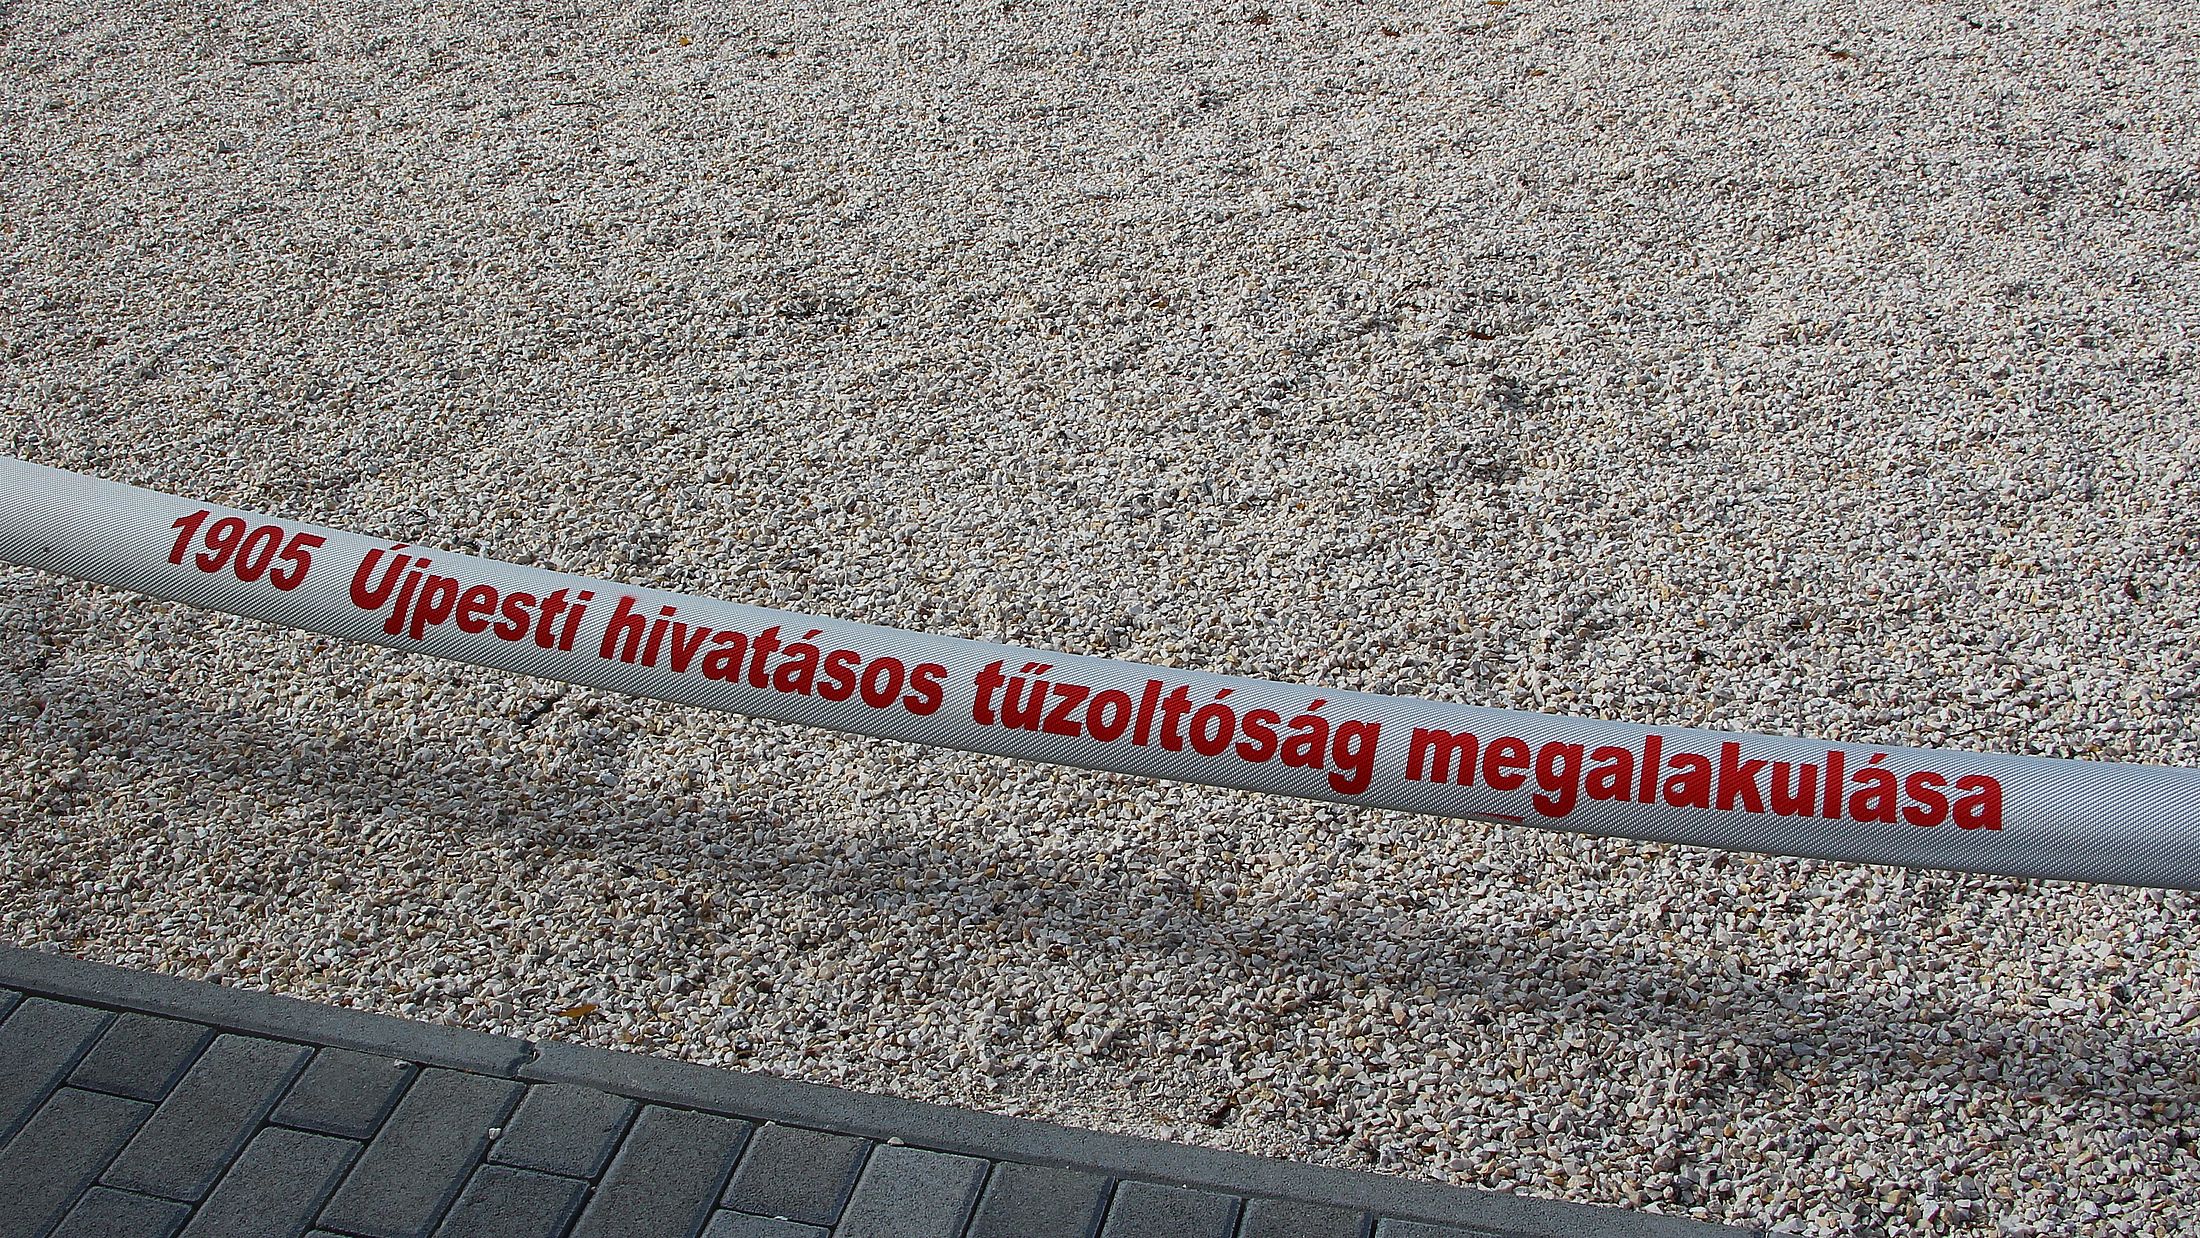 1905 Újpesti hivatásos tűzoltóság megalakulása